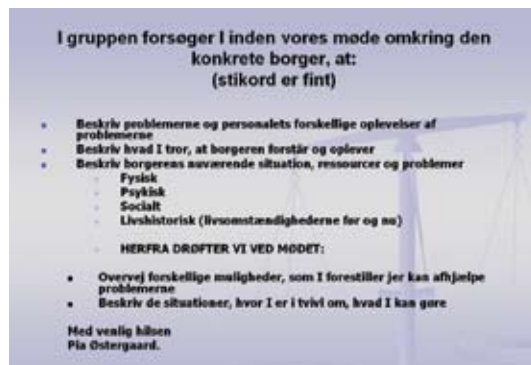 I gruppen forsøger I inden vores møde omkring den
konkrete borger, at:
(stikord er fint)
Beskriv problemerne og personalets forskellige oplevelser af
problemerne
Beskriv hvad I tror, at borgeren forstår og oplever
Beskriv borgerens nuværende situation, ressourcer og problemer
Fysisk
Psykisk
Socialt
Livshistorisk (livsomstændighederne før og nu)
HERFRA DRØFTER VI VED MØDET:
Overvej forskellige muligheder, som I forestiller jer kan afhjælpe
problemerne
Beskriv de situationer, hvor I er i tvivl om, hvad I kan gøre
Med venlig hilsen
Pia Østergaard.